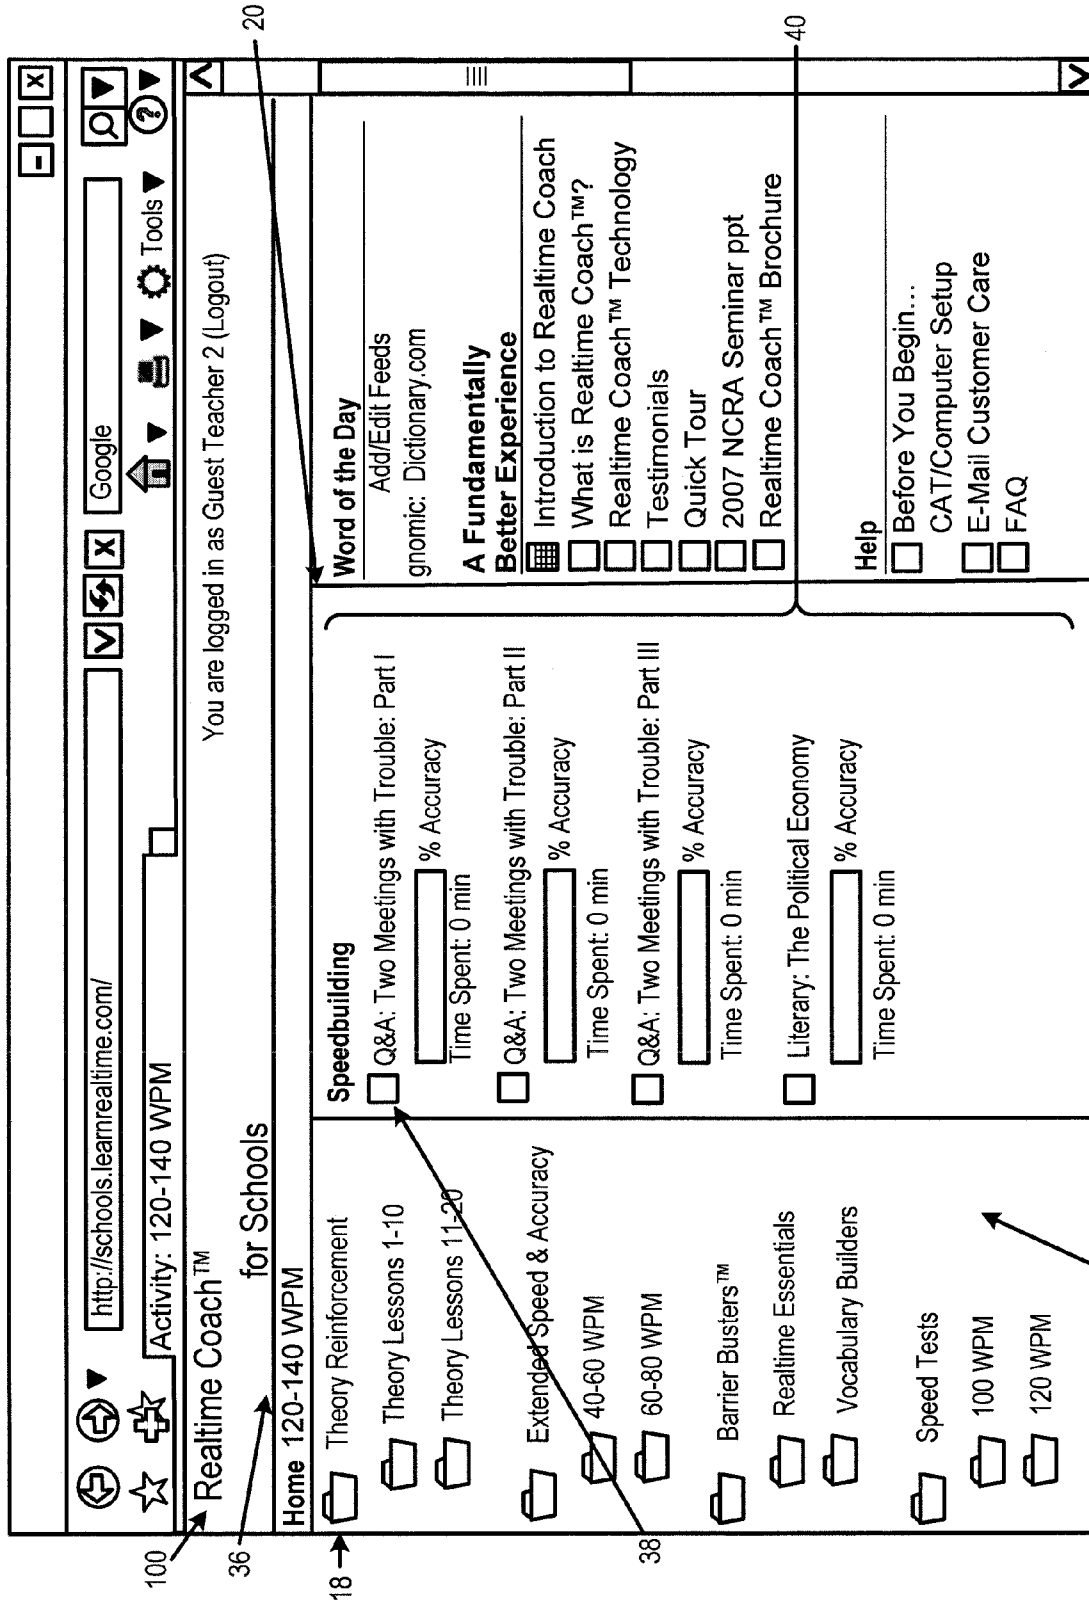 20
- X
http://schools.learnrealtime.com/ V X Google
Activity: 120-140 WPM Tools ?
100
Realtime Coach™
You are logged in as Guest Teacher 2 (Logout)
36
for Schools
Home 120-140 WPM
18
Theory Reinforcement
Theory Lessons 1-10
Theory Lessons 11-20
Extended Speed & Accuracy
40-60 WPM
60-80 WPM
Barrier Busters™
Realtime Essentials
Vocabulary Builders
Speed Tests
100 WPM
120 WPM
38
Speedbuilding
Q&A: Two Meetings with Trouble: Part I
% Accuracy
Time Spent: 0 min
Q&A: Two Meetings with Trouble: Part II
% Accuracy
Time Spent: 0 min
Q&A: Two Meetings with Trouble: Part III
% Accuracy
Time Spent: 0 min
Literary: The Political Economy
% Accuracy
Time Spent: 0 min
40
Word of the Day
Add/Edit Feeds
gnomic: Dictionary.com
A Fundamentally
Better Experience
Introduction to Realtime Coach
What is Realtime Coach™?
Realtime Coach™ Technology
Testimonials
Quick Tour
2007 NCRA Seminar ppt
Realtime Coach™ Brochure
Help
Before You Begin...
CAT/Computer Setup
E-Mail Customer Care
FAQ